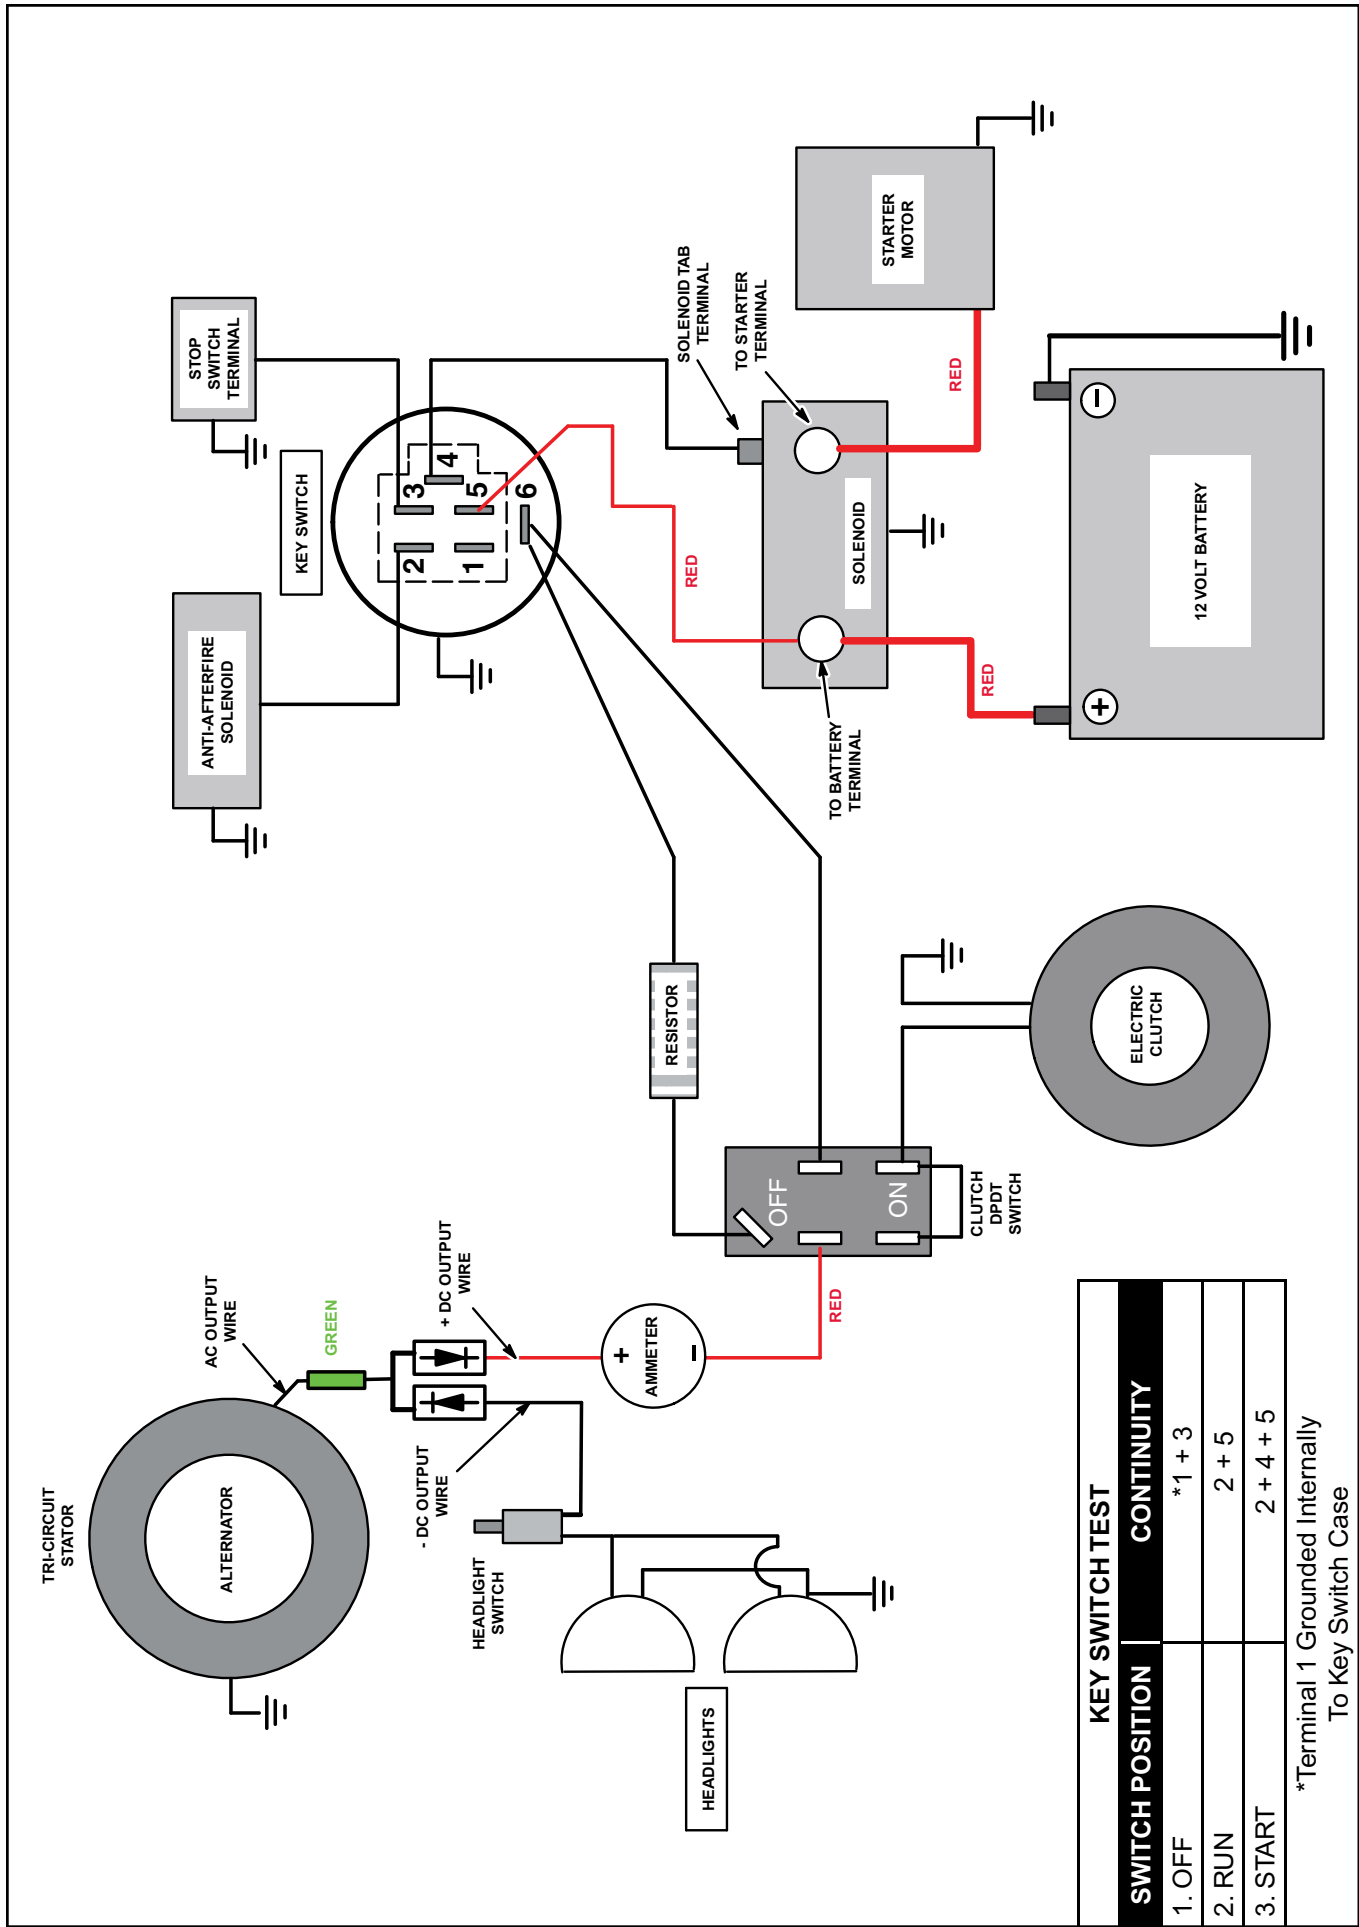 TRI-CIRCUIT
STATOR
ALTERNATOR
AC OUTPUT
WIRE
GREEN
- DC OUTPUT
WIRE
+ DC OUTPUT
WIRE
HEADLIGHT
SWITCH
HEADLIGHTS
+
AMMETER
-
RED
OFF
ON
CLUTCH
DPDT
SWITCH
RESISTOR
ELECTRIC
CLUTCH
ANTI-AFTERFIRE
SOLENOID
STOP
SWITCH
TERMINAL
KEY SWITCH
2
3
4
1
5
6
RED
SOLENOID TAB
TERMINAL
TO STARTER
TERMINAL
SOLENOID
TO BATTERY
TERMINAL
STARTER
MOTOR
RED
RED
+
-
12 VOLT BATTERY
KEY SWITCH TEST
SWITCH POSITION CONTINUITY
1. OFF *1 + 3
2. RUN 2 + 5
3. START 2 + 4 + 5
*Terminal 1 Grounded Internally
To Key Switch Case